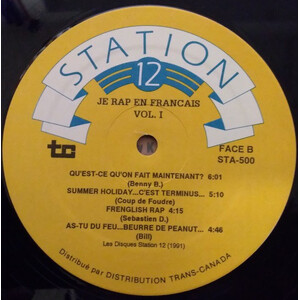 STATION
12
JE RAP EN FRANCAIS
VOL. I
tc
FACE B
STA-500
QU'EST-CE QU'ON FAIT MAINTENANT? 6:01
(Benny B.)
SUMMER HOLIDAY...C'EST TERMINUS... 5:10
(Coup de Foudre)
FRENGLISH RAP 4:15
(Sebastien D.)
AS-TU DU FEU...BEURRE DE PEANUT... 4:46
(Bill)
Les Disques Station 12 (1991)
Distribué par DISTRIBUTION TRANS-CANADA